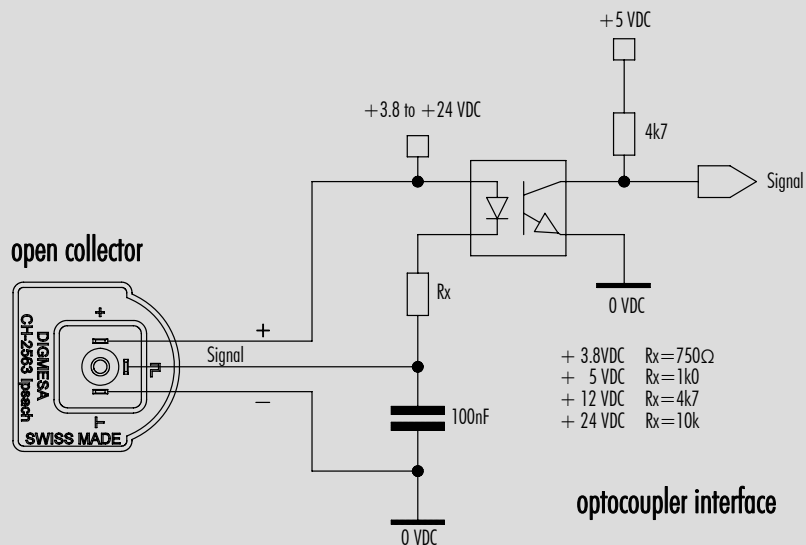 +5 VDC
+3.8 to +24 VDC
4k7
Signal
open collector
0 VDC
Rx
+
DIGMESA
CH-2563 Ipsach
SWISS MADE
+
Signal
−
100nF
+ 3.8VDC Rx=750Ω
+ 5 VDC Rx=1k0
+ 12 VDC Rx=4k7
+ 24 VDC Rx=10k
optocoupler interface
0 VDC